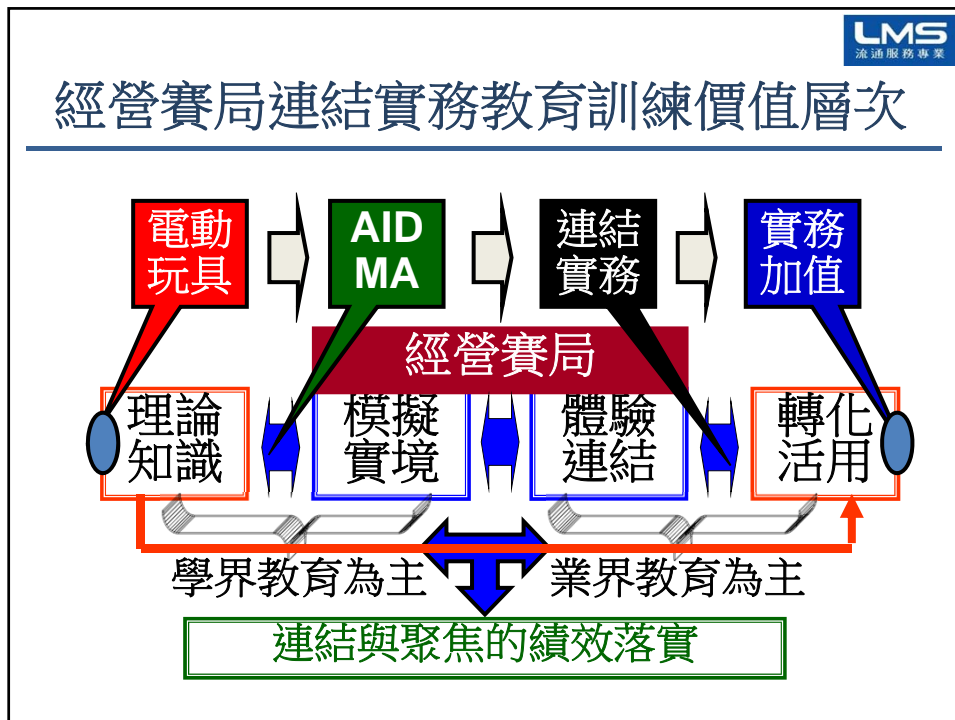 LMS
流通服務專業
經營賽局連結實務教育訓練價值層次
電動
玩具
AID
MA
連結
實務
實務
加值
經營賽局
理論
知識
模擬
實境
體驗
連結
轉化
活用
學界教育為主
業界教育為主
連結與聚焦的績效落實